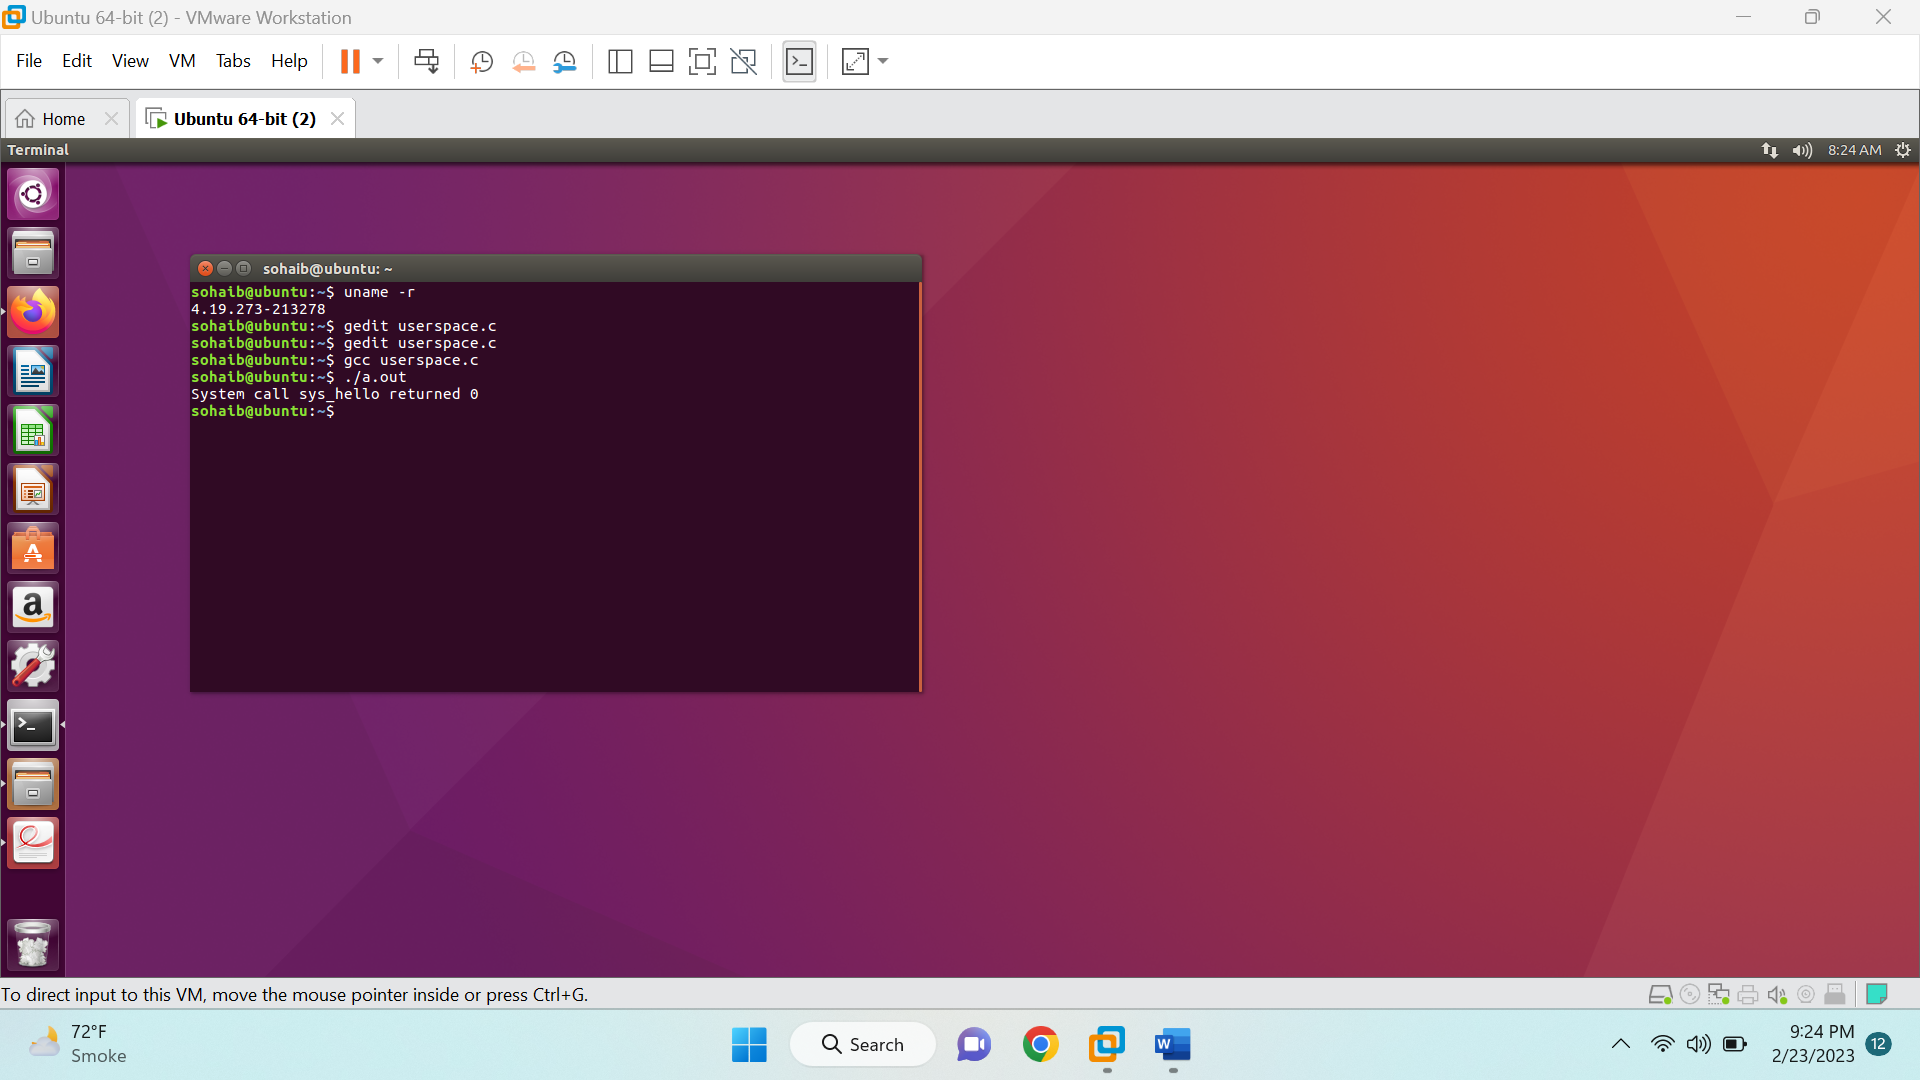 Ubuntu 64-bit (2) - VMware Workstation
File Edit View VM Tabs Help
Home Ubuntu 64-bit (2)
Terminal 8:24 AM
sohaib@ubuntu: ~
sohaib@ubuntu:~$ uname -r
4.19.273-213278
sohaib@ubuntu:~$ gedit userspace.c
sohaib@ubuntu:~$ gedit userspace.c
sohaib@ubuntu:~$ gcc userspace.c
sohaib@ubuntu:~$ ./a.out
System call sys_hello returned 0
sohaib@ubuntu:~$
To direct input to this VM, move the mouse pointer inside or press Ctrl+G.
72°F
Smoke
Search
9:24 PM
2/23/2023
12